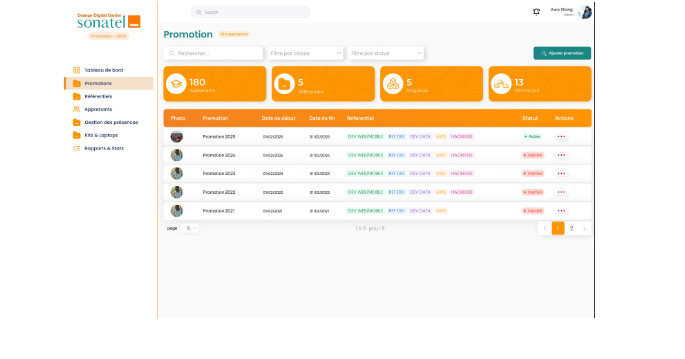 Orange Digital Center
sonatel
Promotion - 2025
Search
Awa Niang
Admin
Tableau de bord
Promotions
Référentiels
Apprenants
Gestion des présences
Kits & Laptops
Rapports & Stats
Promotion
180 apprenants
Rechercher...
Filtre par classe
Filtre par status
Ajouter promotion
180
Apprenants
5
Référentiels
5
Stagiaires
13
Photo Promotion Date de début Date de fin Référentiel Statut Actions
Promotion 2025 01/02/2025 31/02/2025 DEV WEB/MOBILE REF DIG DEV DATA AWS HACKEUSE Active
Promotion 2024 01/02/2024 31/02/2024 DEV WEB/MOBILE REF DIG DEV DATA AWS HACKEUSE Inactive
Promotion 2023 01/02/2023 31/02/2023 DEV WEB/MOBILE REF DIG DEV DATA AWS HACKEUSE Inactive
Promotion 2022 01/02/2022 31/02/2022 DEV WEB/MOBILE REF DIG DEV DATA AWS HACKEUSE Inactive
Promotion 2021 01/02/2021 31/02/2021 DEV WEB/MOBILE REF DIG DEV DATA AWS Inactive
page 5
1 2